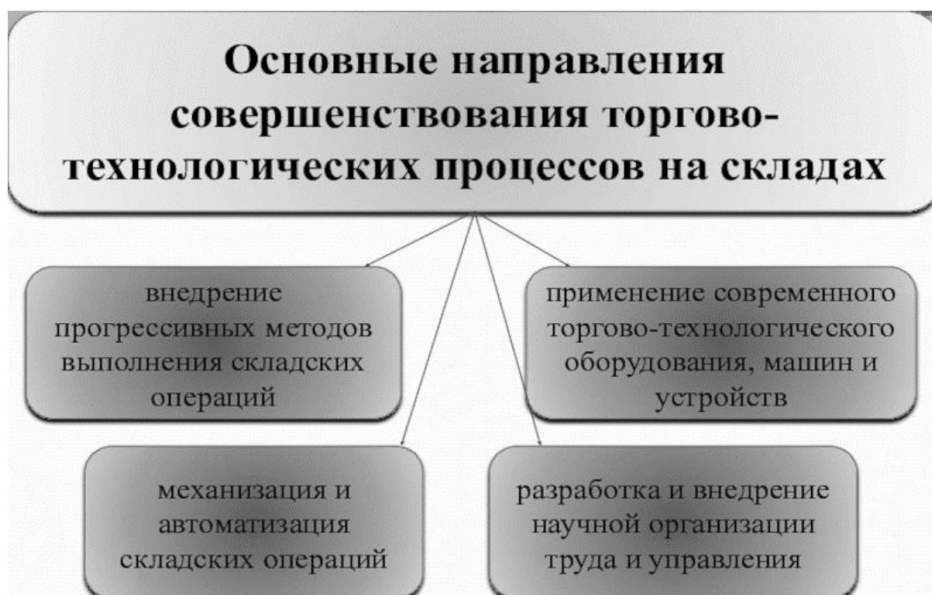 Основные направления
совершенствования торгово-
технологических процессов на складах
внедрение
прогрессивных методов
выполнения складских
операций
применение современного
торгово-технологического
оборудования, машин и
устройств
механизация и
автоматизация
складских операций
разработка и внедрение
научной организации
труда и управления